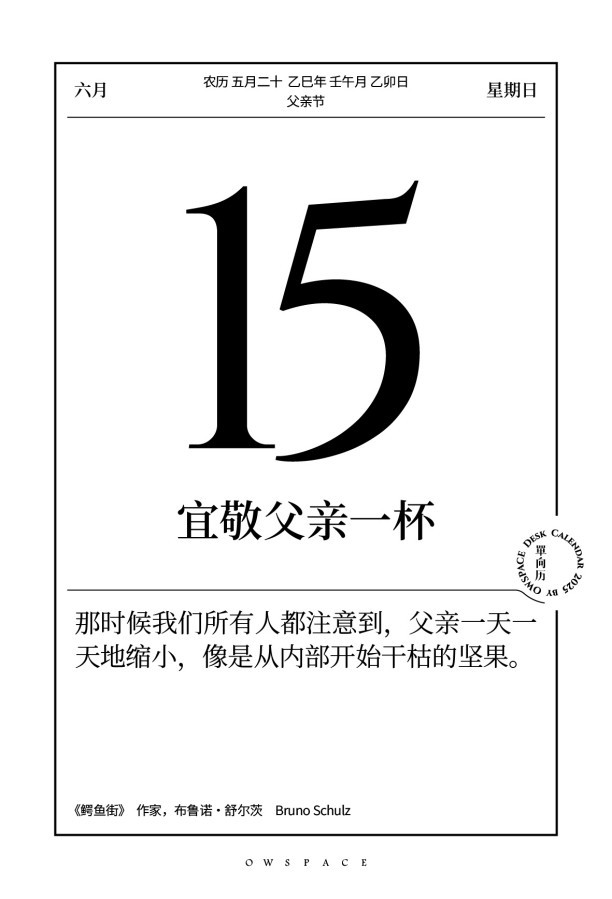 六月
农历 五月二十 乙巳年 壬午月 乙卯日
父亲节
星期日
15
宜敬父亲一杯
DESK CALENDAR 2025 BY OWSPACE
單向历
那时候我们所有人都注意到，父亲一天一
天地缩小，像是从内部开始干枯的坚果。
《鳄鱼街》 作家，布鲁诺·舒尔茨 Bruno Schulz
OWSPACE